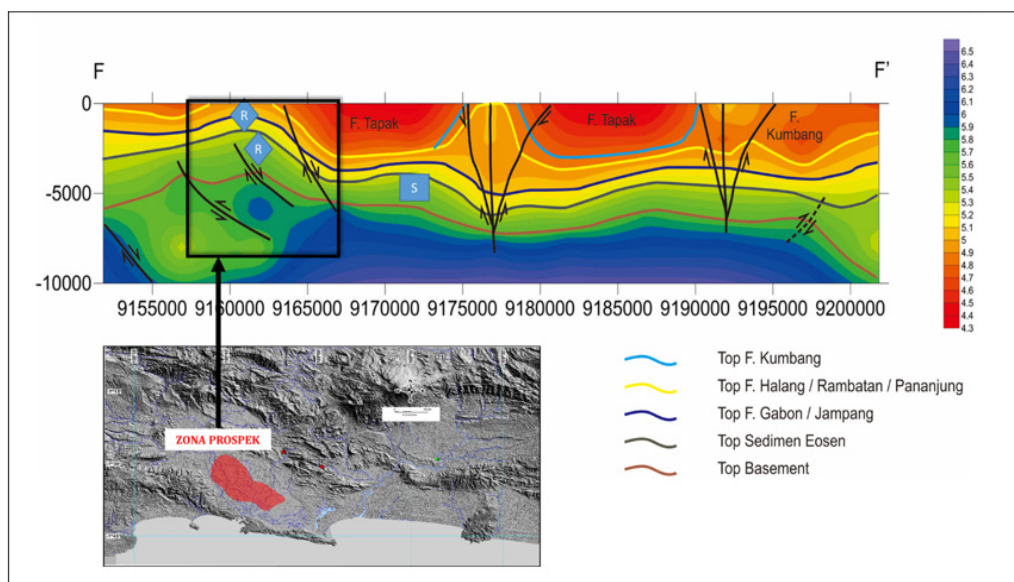 F
F'
0
-5000
-10000
R
R
S
F. Tapak
F. Tapak
F.
Kumbang
9155000 9160000 9165000 9170000 9175000 9180000 9185000 9190000 9195000 9200000
6.5
6.4
6.3
6.2
6.1
6
5.9
5.8
5.7
5.6
5.5
5.4
5.3
5.2
5.1
5
4.9
4.8
4.7
4.6
4.5
4.4
4.3
ZONA PROSPEK
Top F. Kumbang
Top F. Halang / Rambatan / Pananjung
Top F. Gabon / Jampang
Top Sedimen Eosen
Top Basement